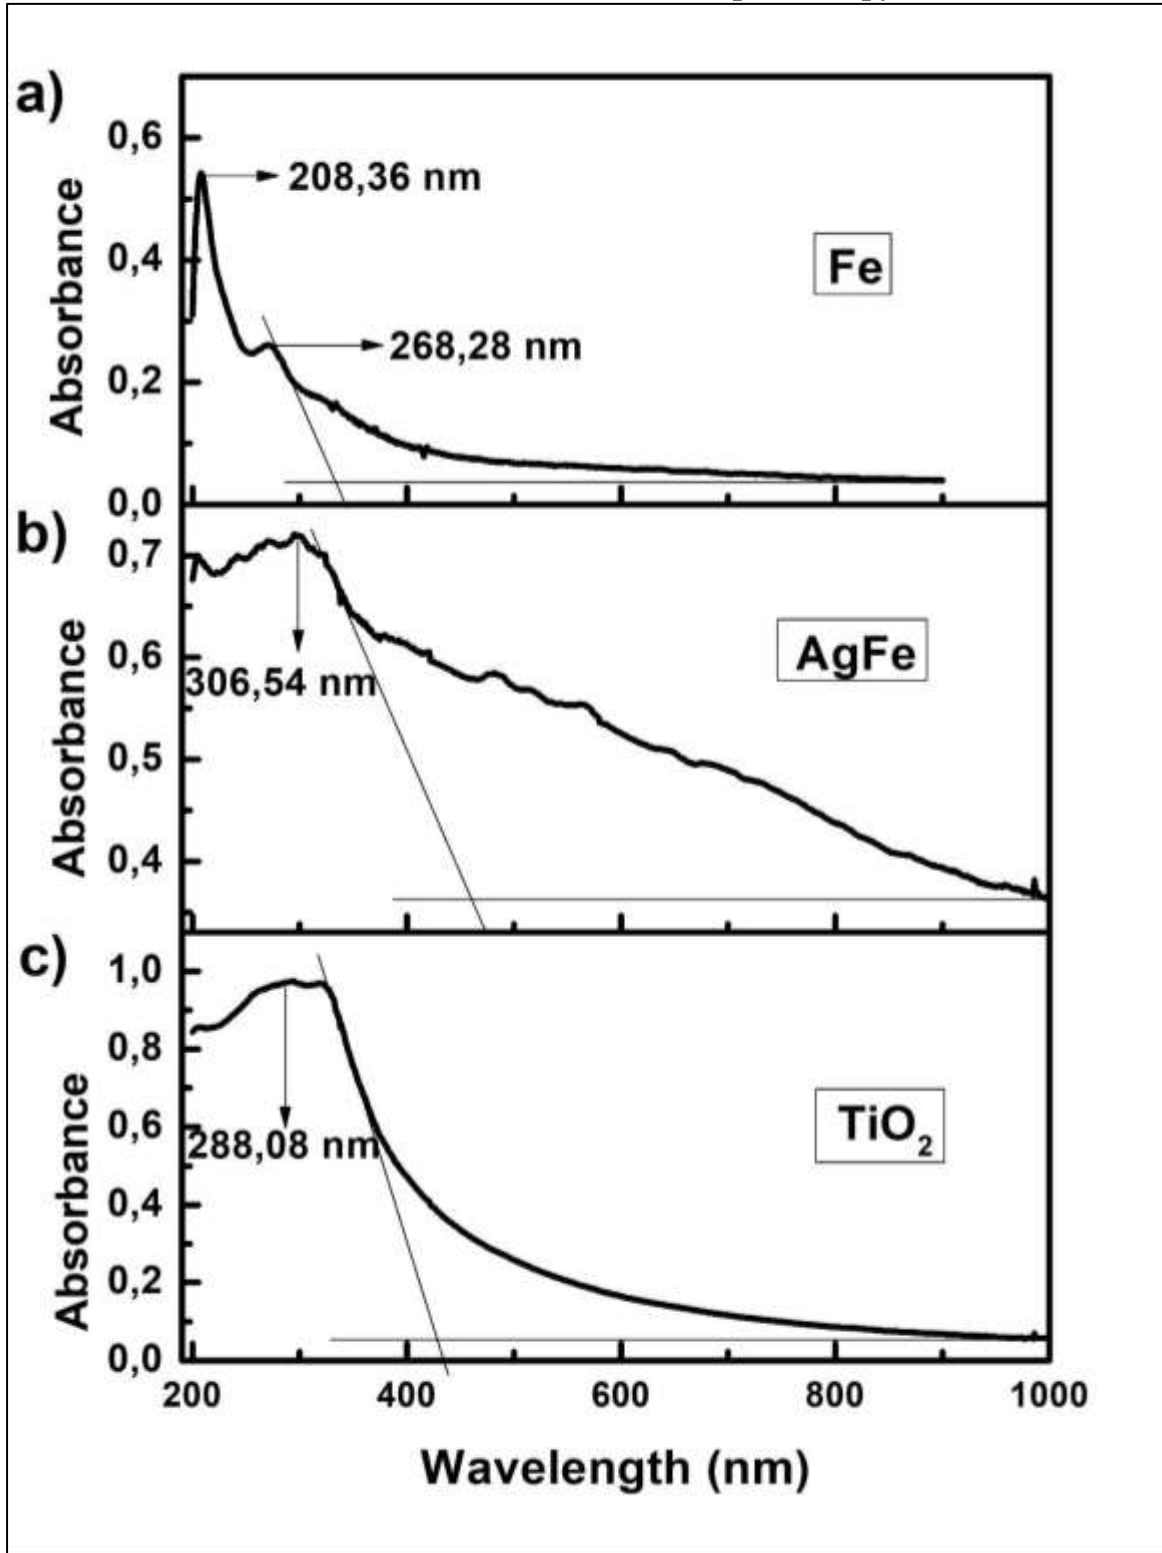 a)
0,6
0,4
0,2
0,0
Absorbance
208,36 nm
268,28 nm
Fe
b)
0,7
0,6
0,5
0,4
Absorbance
306,54 nm
AgFe
c)
1,0
0,8
0,6
0,4
0,2
0,0
Absorbance
288,08 nm
TiO₂
200 400 600 800 1000
Wavelength (nm)